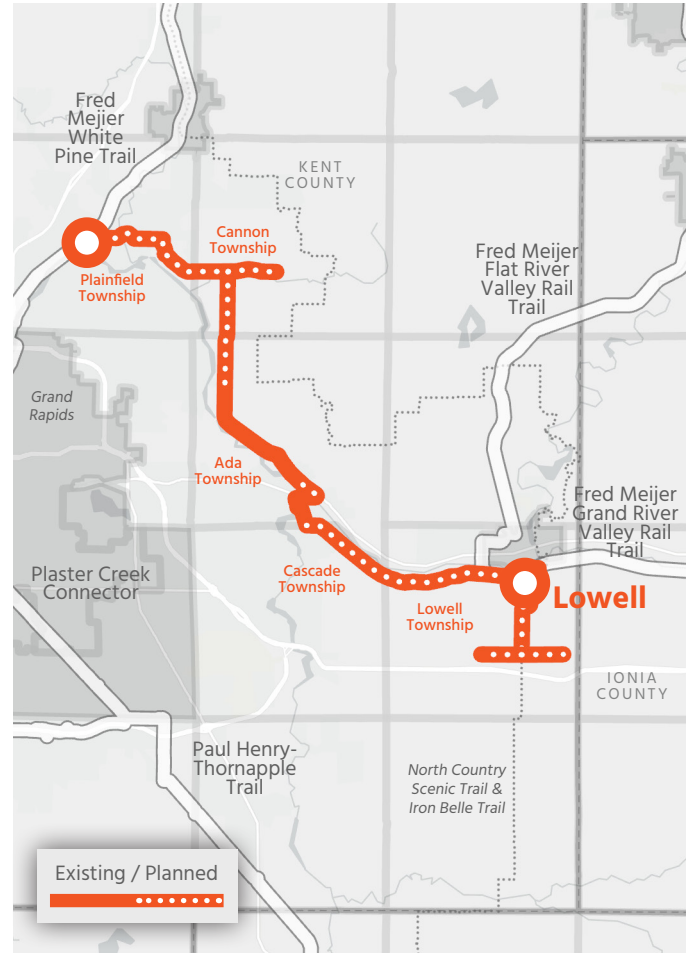 Fred
Mejier
White
Pine Trail
KENT
COUNTY
Cannon
Township
Plainfield
Township
Fred Meijer
Flat River
Valley Rail
Trail
Grand
Rapids
Ada
Township
Fred Meijer
Grand River
Valley Rail
Trail
Plaster Creek
Connector
Cascade
Township
Lowell
Lowell
Township
IONIA
COUNTY
Paul Henry-
Thornapple
Trail
North Country
Scenic Trail &
Iron Belle Trail
Existing / Planned